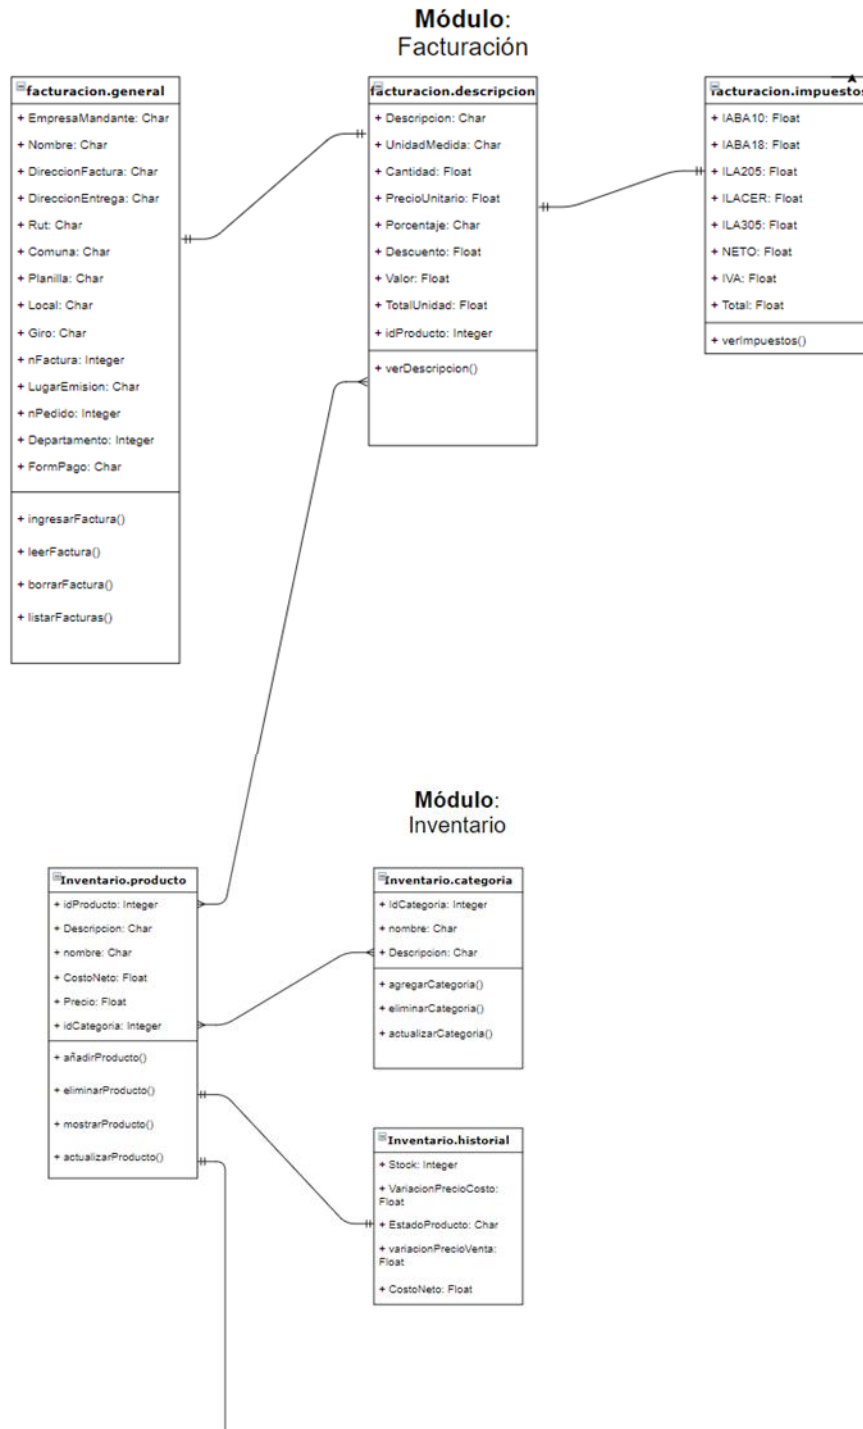 Módulo:
Facturación
facturacion.general
+ EmpresaMandante: Char
+ Nombre: Char
+ DireccionFactura: Char
+ DireccionEntrega: Char
+ Rut: Char
+ Comuna: Char
+ Planilla: Char
+ Local: Char
+ Giro: Char
+ nFactura: Integer
+ LugarEmision: Char
+ nPedido: Integer
+ Departamento: Integer
+ FormPago: Char
+ ingresarFactura()
+ leerFactura()
+ borrarFactura()
+ listarFacturas()
facturacion.descripcion
+ Descripcion: Char
+ UnidadMedida: Char
+ Cantidad: Float
+ PrecioUnitario: Float
+ Porcentaje: Char
+ Descuento: Float
+ Valor: Float
+ TotalUnidad: Float
+ idProducto: Integer
+ verDescripcion()
facturacion.impuestos
+ IABA10: Float
+ IABA18: Float
+ ILA205: Float
+ ILACER: Float
+ ILA305: Float
+ NETO: Float
+ IVA: Float
+ Total: Float
+ verImpuestos()
Módulo:
Inventario
Inventario.producto
+ idProducto: Integer
+ Descripcion: Char
+ nombre: Char
+ CostoNeto: Float
+ Precio: Float
+ idCategoria: Integer
+ añadirProducto()
+ eliminarProducto()
+ mostrarProducto()
+ actualizarProducto()
Inventario.categoria
+ IdCategoria: Integer
+ nombre: Char
+ Descripcion: Char
+ agregarCategoria()
+ eliminarCategoria()
+ actualizarCategoria()
Inventario.historial
+ Stock: Integer
+ VariacionPrecioCosto:
Float
+ EstadoProducto: Char
+ variacionPrecioVenta:
Float
+ CostoNeto: Float